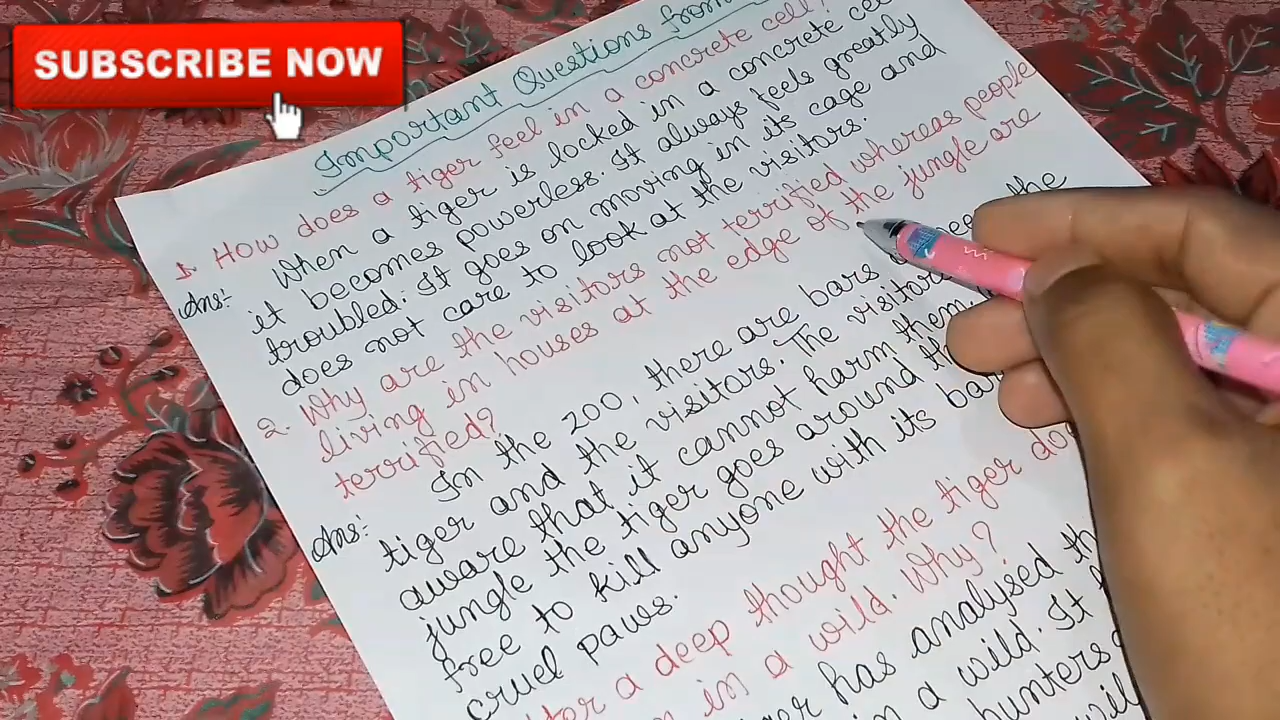 SUBSCRIBE NOW
Important Questions from
1. How does a tiger feel in a concrete cell?
Ans:- When a tiger is locked in a concrete
it becomes powerless. It always feels greatly
troubled. It goes on moving in its cage and
does not care to look at the visitors.
2. Why are the visitors not terrified whereas people
living in houses at the edge of the jungle are
terrified?
Ans:- In the zoo, there are bars the
tiger and the visitors. The visitors
aware that it cannot harm them.
jungle the tiger goes around
free to kill anyone with its
cruel paws.
a deep thought the tiger
in a wild. Why?
has analysed
in a wild. It
hunters
will